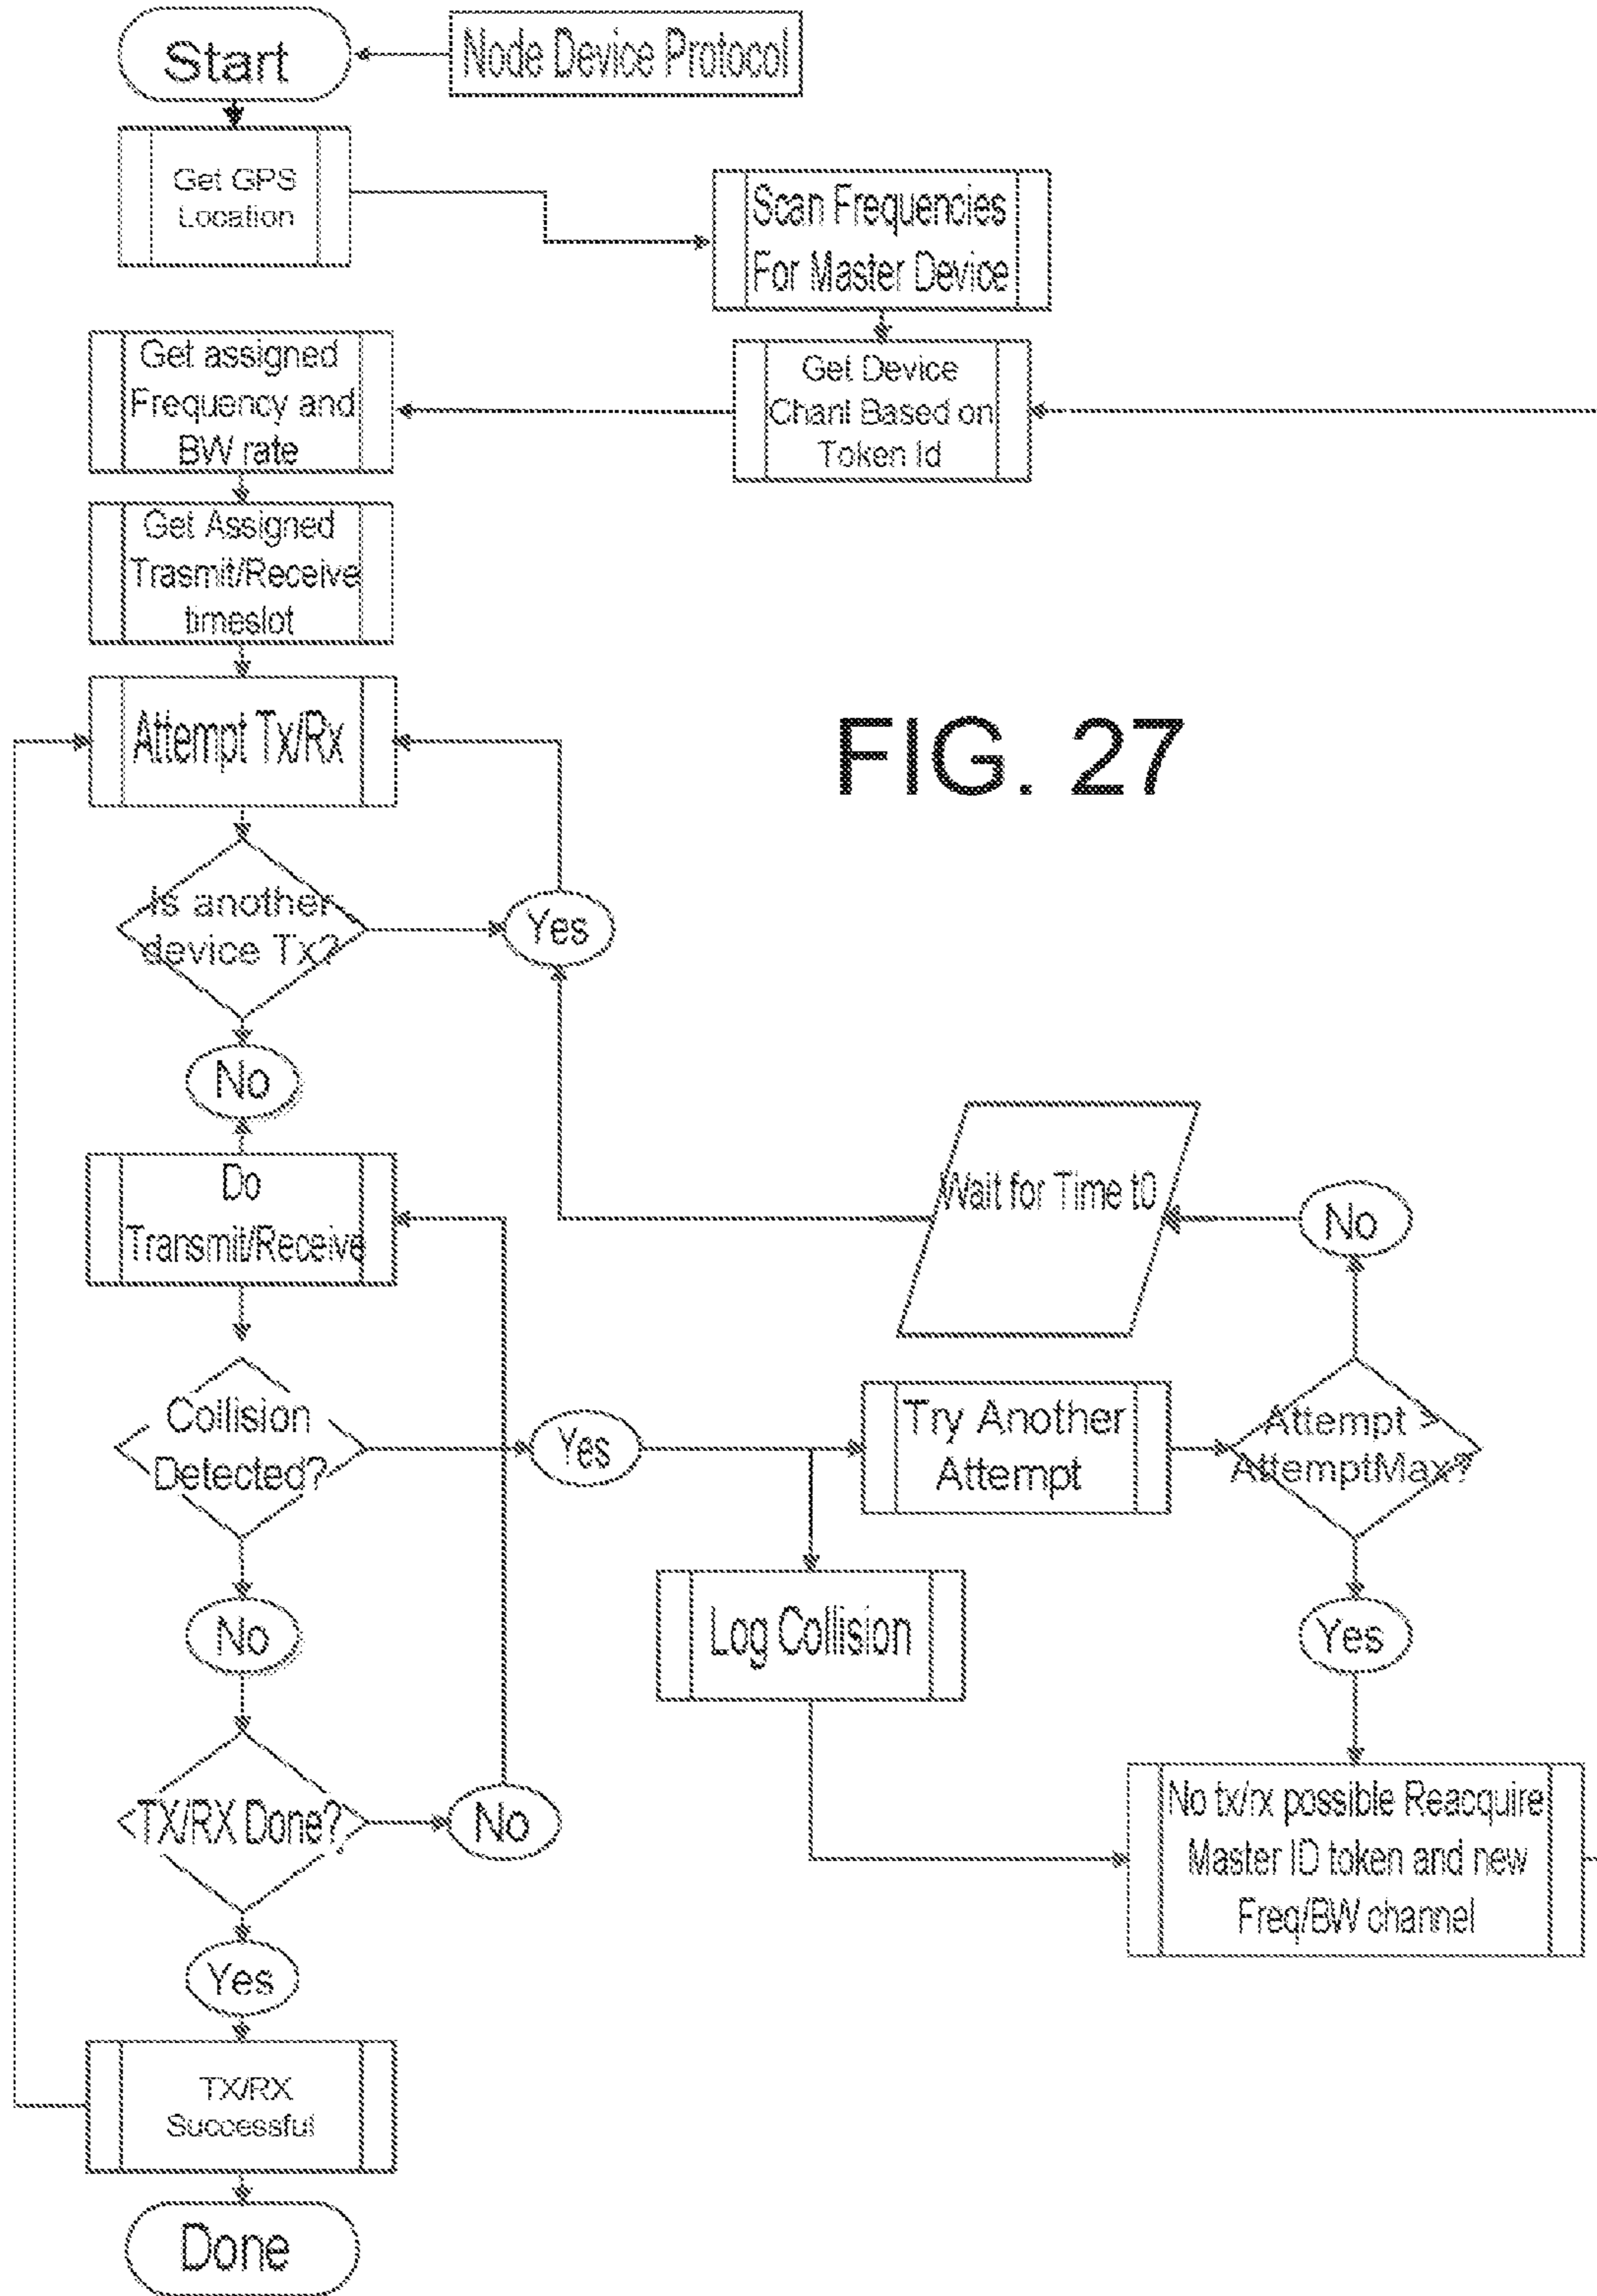 Start
Node Device Protocol
Get GPS
Location
Scan Frequencies
For Master Device
Get assigned
Frequency and
BW rate
Get Device
Chanl Based on
Token Id
Get Assigned
Trasmit/Receive
timeslot
Attempt Tx/Rx
FIG. 27
Is another
device Tx?
Yes
No
Do
Transmit/Receive
Wait for Time t0
No
Collision
Detected?
Yes
Try Another
Attempt
Attempt >
AttemptMax?
No
Log Collision
Yes
TX/RX Done?
No
No tx/rx possible Reacquire
Master ID token and new
Freq/BW channel
Yes
TX/RX
Successful
Done